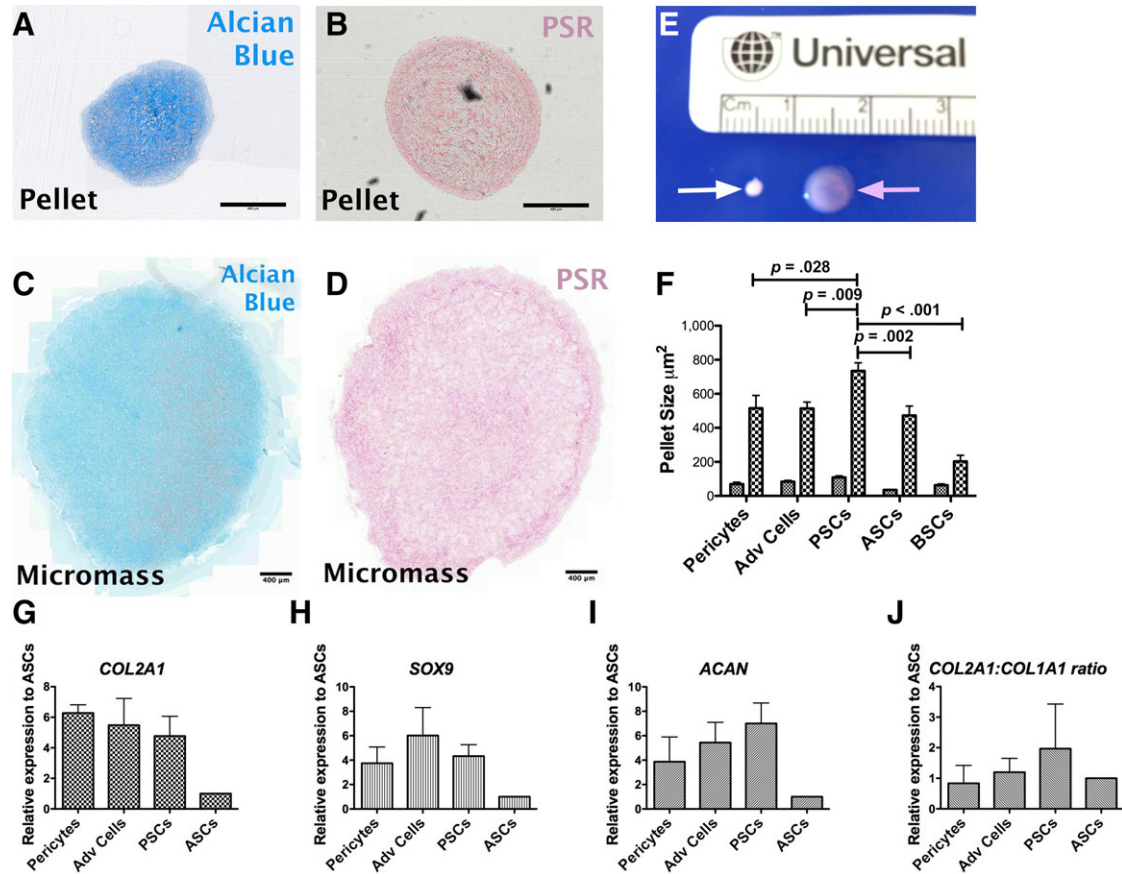 A
Alcian
Blue
Pellet
B
PSR
Pellet
E
™
Universal
Cm 1 2 3
C
Alcian
Blue
Micromass
400 µm
D
PSR
Micromass
400 µm
F
p = .028
p = .009
p < .001
p = .002
Pellet Size µm²
1,000
800
600
400
200
0
Pericytes
Adv Cells
PSCs
ASCs
BSCs
G
COL2A1
Relative expression to ASCs
8
6
4
2
0
Pericytes
Adv Cells
PSCs
ASCs
H
SOX9
Relative expression to ASCs
10
8
6
4
2
0
Pericytes
Adv Cells
PSCs
ASCs
I
ACAN
Relative expression to ASCs
10
8
6
4
2
0
Pericytes
Adv Cells
PSCs
ASCs
J
COL2A1:COL1A1 ratio
Relative expression to ASCs
4
3
2
1
0
Pericytes
Adv Cells
PSCs
ASCs